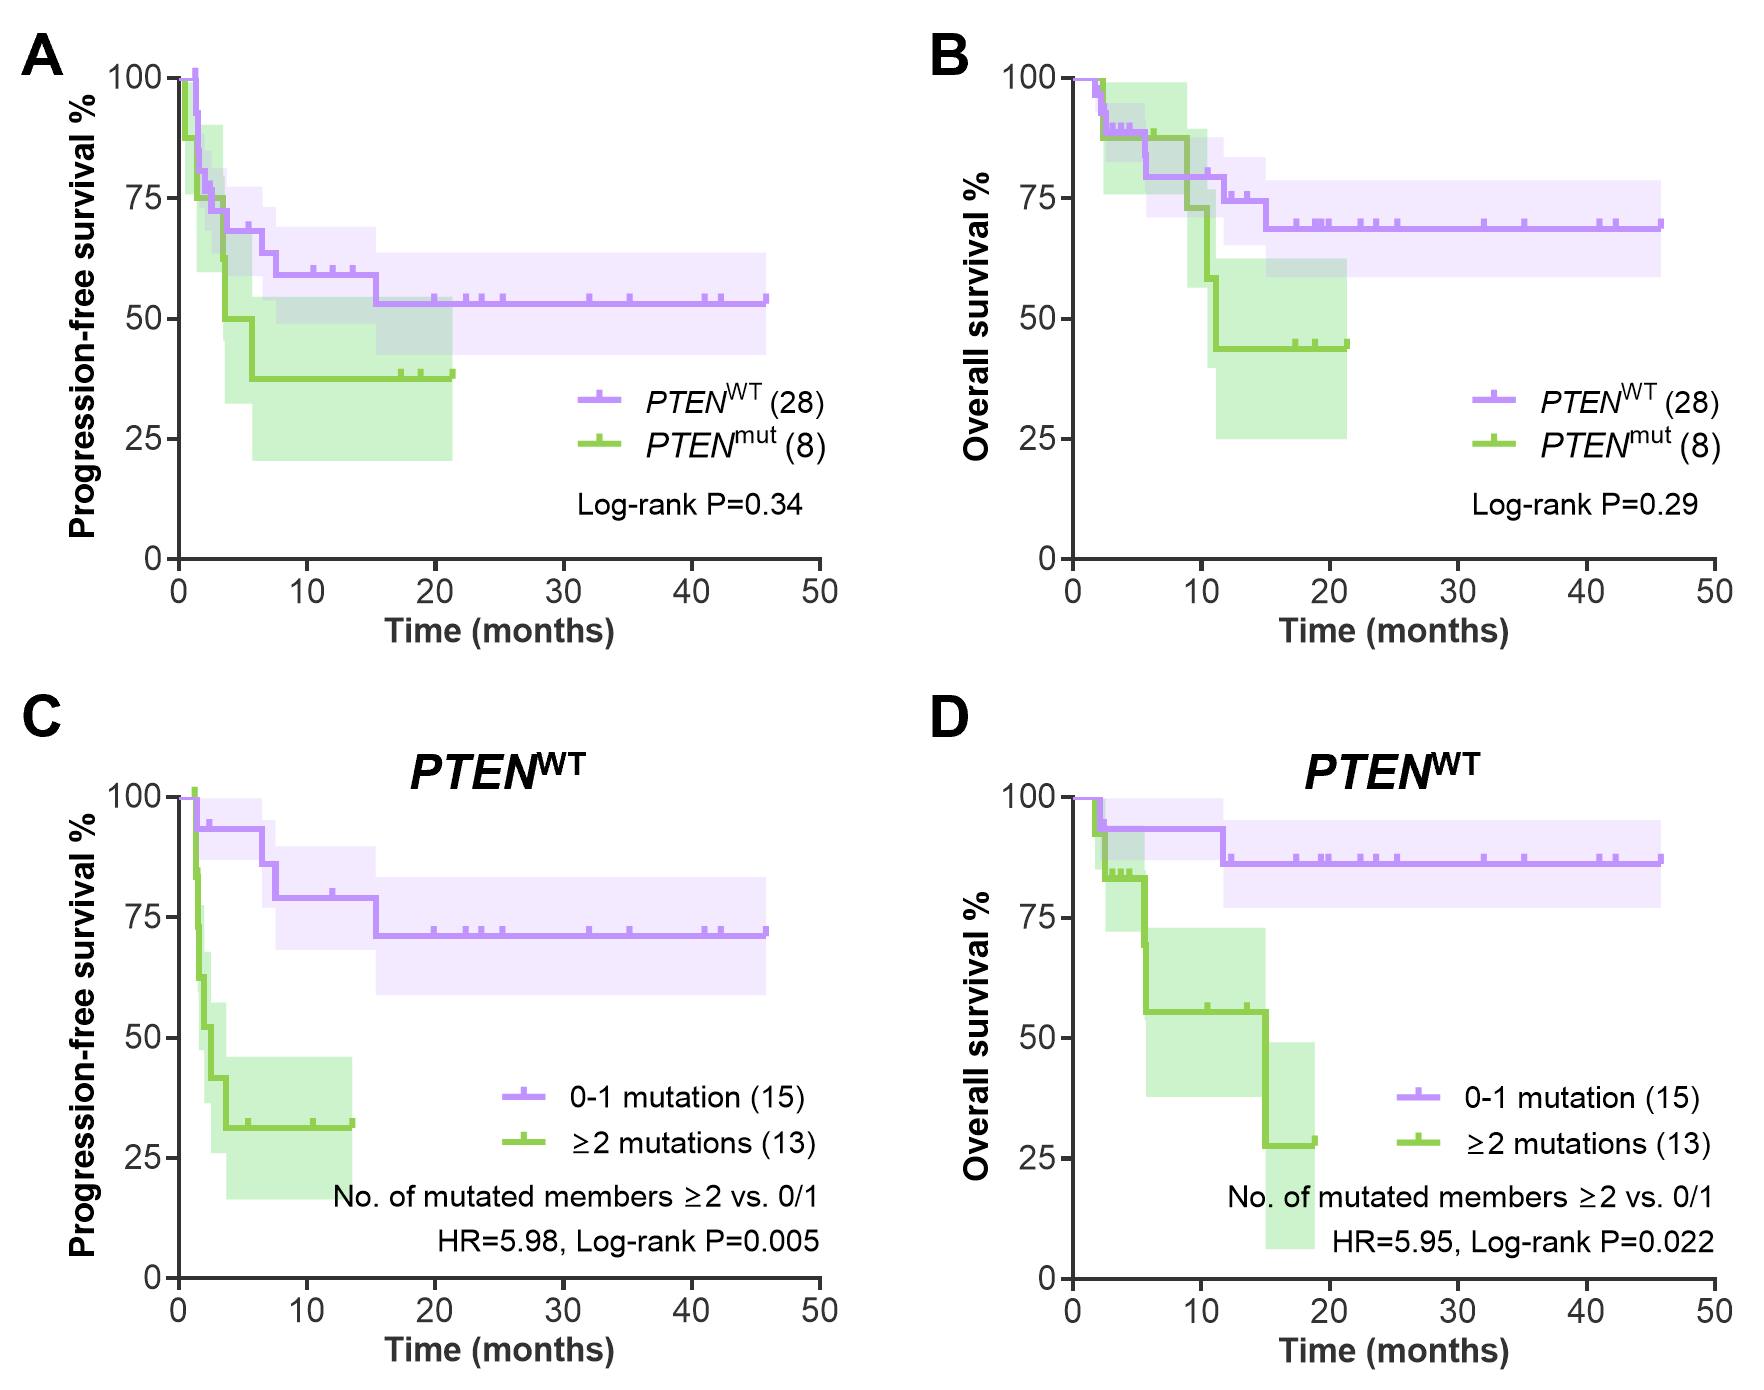 A
Progression-free survival %
100
75
50
25
0
0 10 20 30 40 50
Time (months)
PTENWT (28)
PTENmut (8)
Log-rank P=0.34
B
Overall survival %
100
75
50
25
0
0 10 20 30 40 50
Time (months)
PTENWT (28)
PTENmut (8)
Log-rank P=0.29
C
PTENWT
Progression-free survival %
100
75
50
25
0
0 10 20 30 40 50
Time (months)
0-1 mutation (15)
≥2 mutations (13)
No. of mutated members ≥2 vs. 0/1
HR=5.98, Log-rank P=0.005
D
PTENWT
Overall survival %
100
75
50
25
0
0 10 20 30 40 50
Time (months)
0-1 mutation (15)
≥2 mutations (13)
No. of mutated members ≥2 vs. 0/1
HR=5.95, Log-rank P=0.022